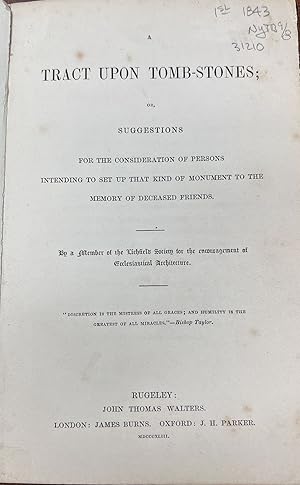 1st 1843
31210
A
TRACT UPON TOMB-STONES;
OR,
SUGGESTIONS
FOR THE CONSIDERATION OF PERSONS
INTENDING TO SET UP THAT KIND OF MONUMENT TO THE
MEMORY OF DECEASED FRIENDS.
By a Member of the Lichfield Society for the encouragement of
Ecclesiastical Architecture.
"DISCRETION IS THE MISTRESS OF ALL GRACES; AND HUMILITY IS THE
GREATEST OF ALL MIRACLES."—Bishop Taylor.
RUGELEY:
JOHN THOMAS WALTERS.
LONDON: JAMES BURNS. OXFORD: J. H. PARKER.
MDCCCXLIII.